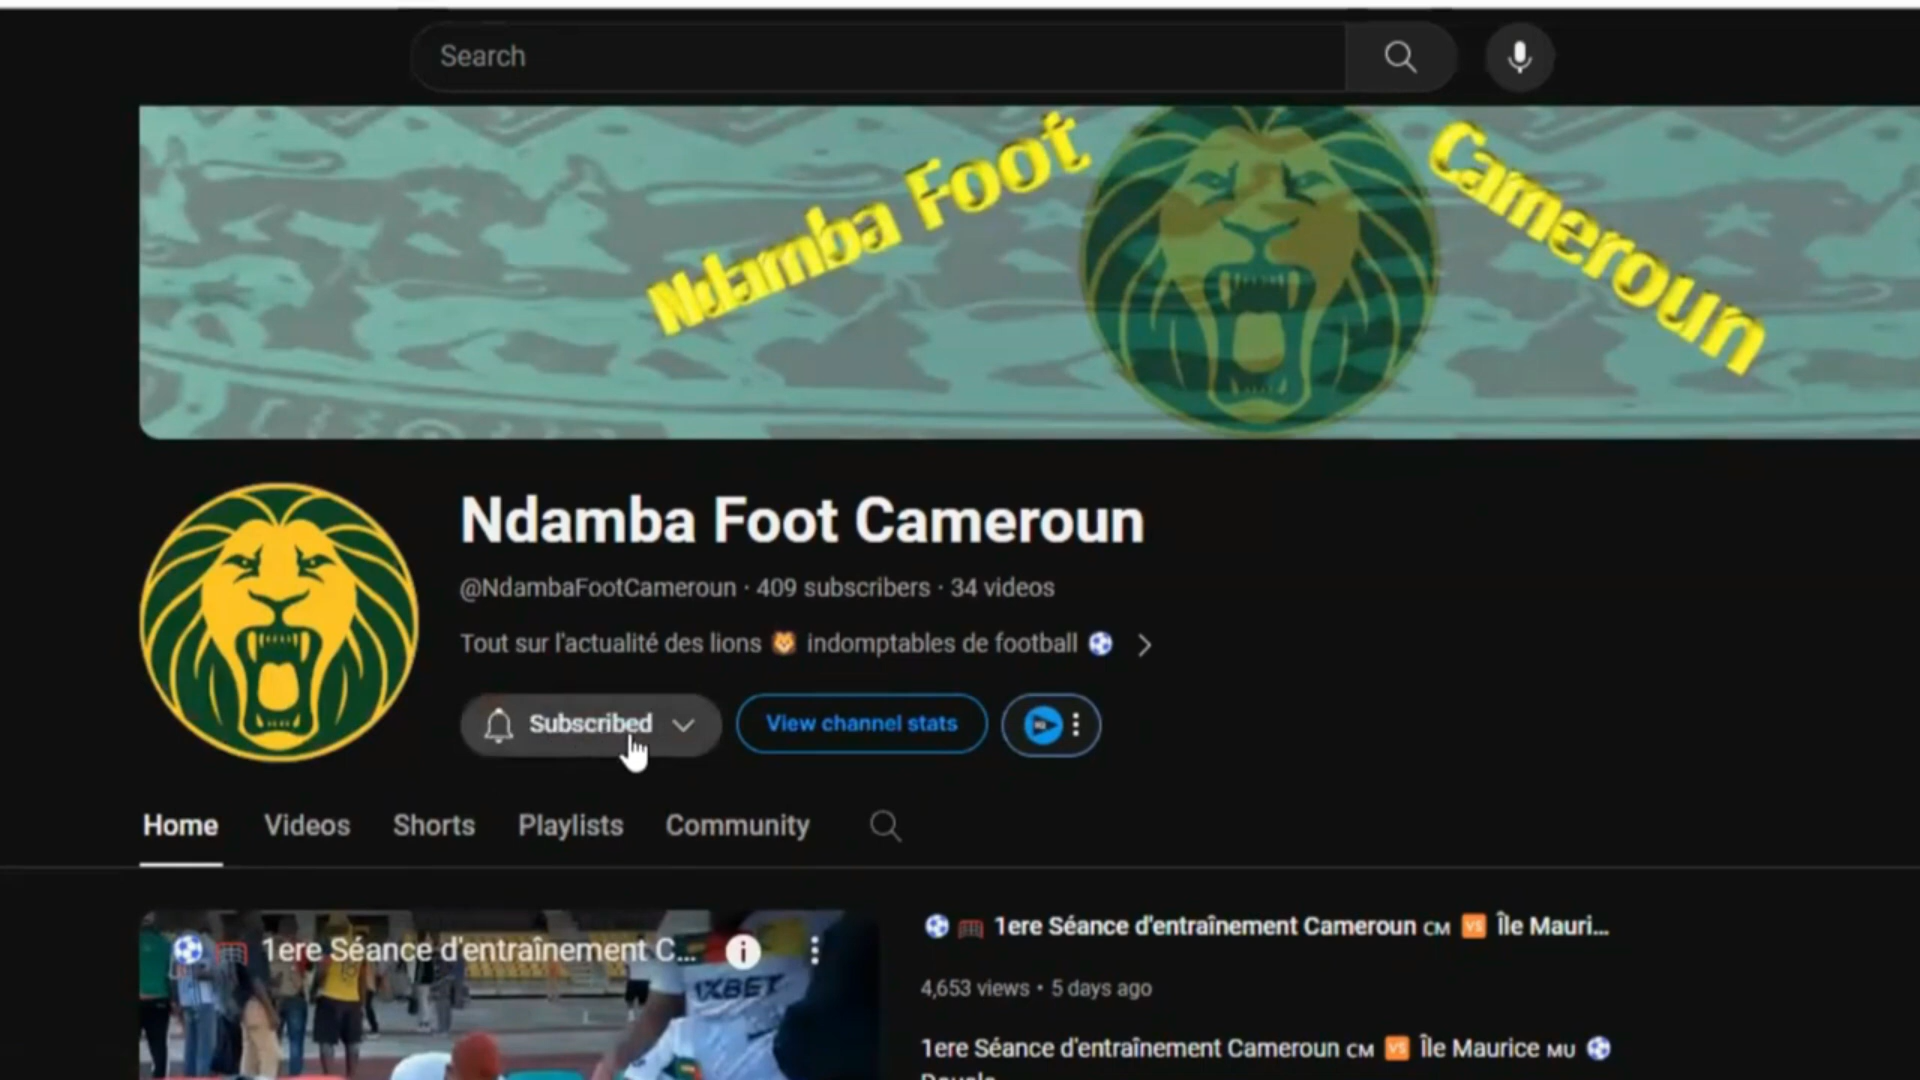 Search
Ndamba Foot
Cameroun
Ndamba Foot Cameroun
@NdambaFootCameroun · 409 subscribers · 34 videos
Tout sur l'actualité des lions 🦁 indomptables de football ⚽
Subscribed
View channel stats
Home Videos Shorts Playlists Community
⚽ 🥅 1ere Séance d'entraînement C...
1XBET
⚽ 🥅 1ere Séance d'entraînement Cameroun CM 🆚 Île Mauri...
4,653 views • 5 days ago
1ere Séance d'entraînement Cameroun CM 🆚 Île Maurice MU ⚽